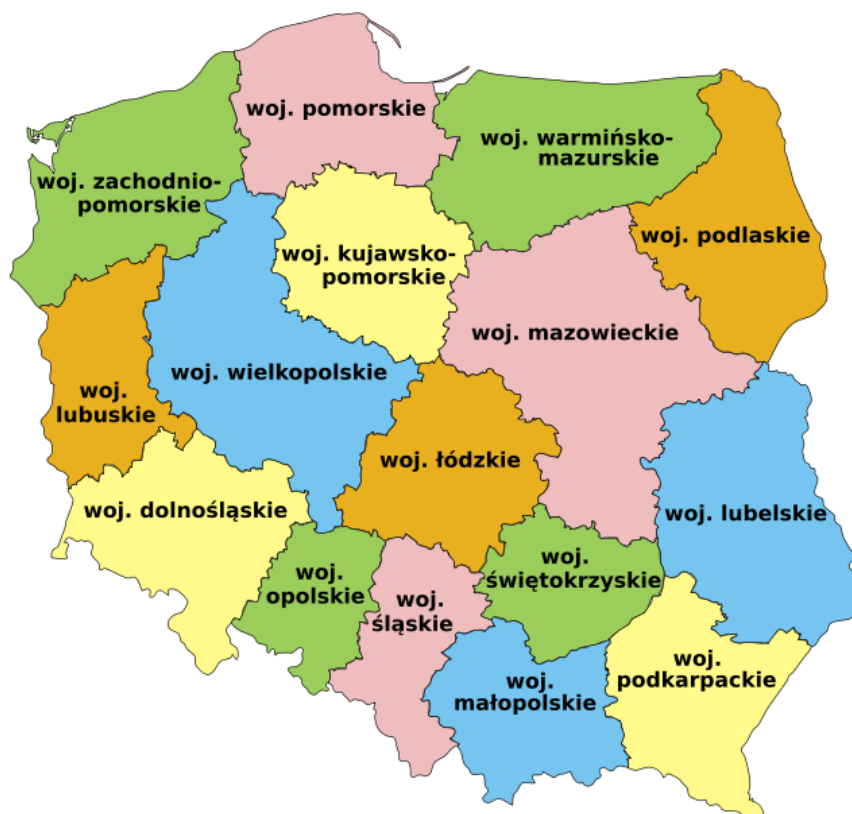 woj. pomorskie
woj. warmińsko-
mazurskie
woj. zachodnio-
pomorskie
woj. podlaskie
woj. kujawsko-
pomorskie
woj. mazowieckie
woj. wielkopolskie
woj.
lubuskie
woj. łódzkie
woj. dolnośląskie
woj. lubelskie
woj.
opolskie
woj.
śląskie
woj.
świętokrzyskie
woj.
małopolskie
woj.
podkarpackie